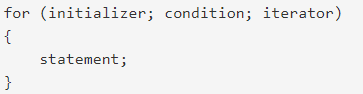 for (initializer; condition; iterator)
{
    statement;
}